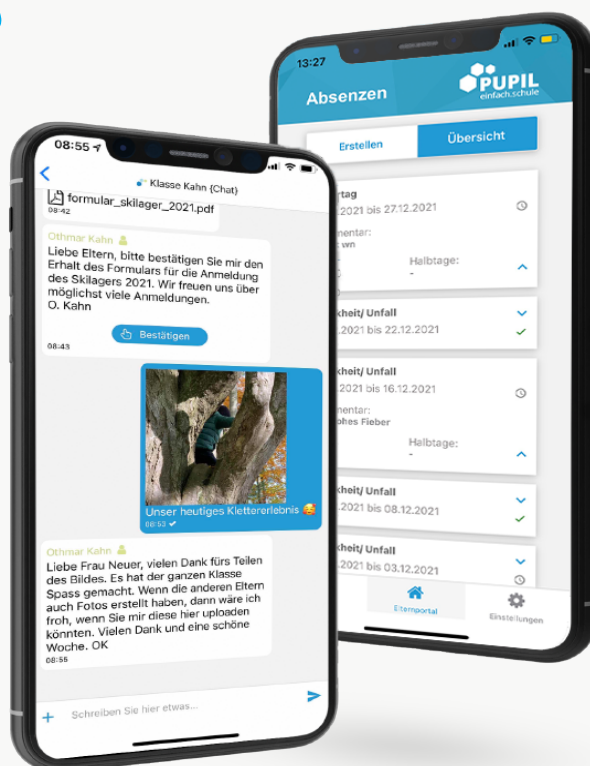 08:55
Klasse Kahn (Chat)
formular_skilager_2021.pdf
08:42
Othmar Kahn
Liebe Eltern, bitte bestätigen Sie mir den
Erhalt des Formulars für die Anmeldung
des Skilagers 2021. Wir freuen uns über
möglichst viele Anmeldungen.
O. Kahn
Bestätigen
08:43
Unser heutiges Klettererlebnis 🥰
08:53
Othmar Kahn
Liebe Frau Neuer, vielen Dank fürs Teilen
des Bildes. Es hat der ganzen Klasse
Spass gemacht. Wenn die anderen Eltern
auch Fotos erstellt haben, dann wäre ich
froh, wenn Sie mir diese hier uploaden
könnten. Vielen Dank und eine schöne
Woche. OK
08:55
Schreiben Sie hier etwas...
13:27
Absenzen
PUPIL
einfach.schule
Erstellen
Übersicht
.2021 bis 27.12.2021
Halbtage:
-
Unfall
.2021 bis 22.12.2021
Unfall
.2021 bis 16.12.2021
Fieber
Halbtage:
-
Unfall
.2021 bis 08.12.2021
Unfall
.2021 bis 03.12.2021
Elternportal
Einstellungen